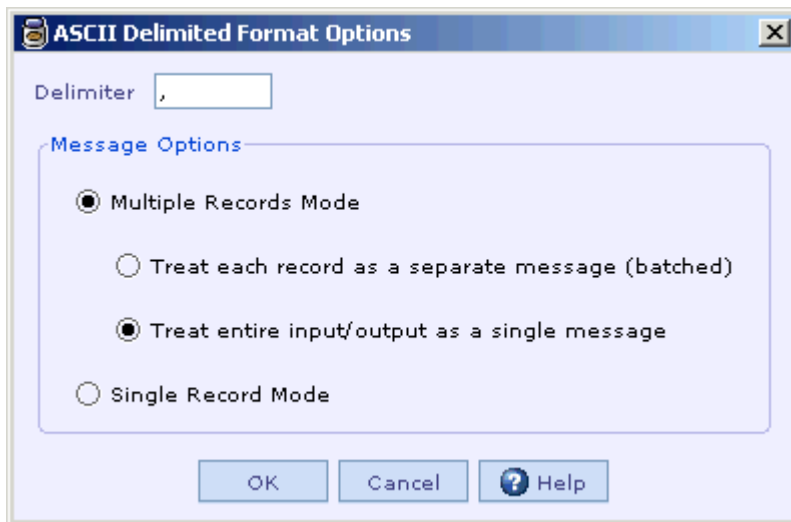 ASCII Delimited Format Options
Delimiter ,
Message Options
Multiple Records Mode
Treat each record as a separate message (batched)
Treat entire input/output as a single message
Single Record Mode
OK Cancel Help